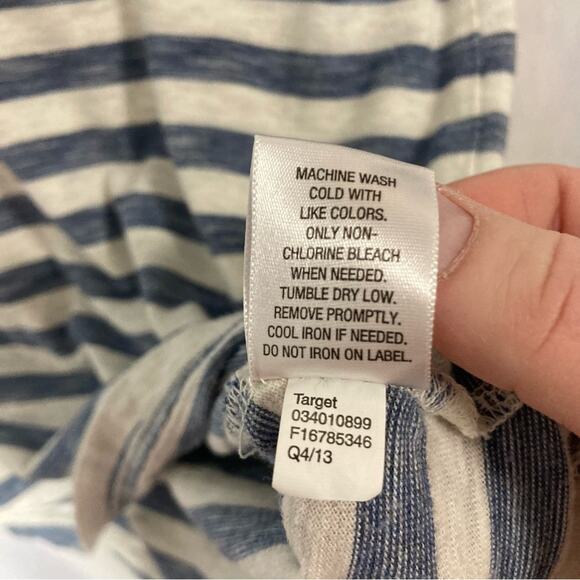 MACHINE WASH
COLD WITH
LIKE COLORS.
ONLY NON-
CHLORINE BLEACH
WHEN NEEDED.
TUMBLE DRY LOW.
REMOVE PROMPTLY.
COOL IRON IF NEEDED.
DO NOT IRON ON LABEL.
Target
034010899
F16785346
Q4/13